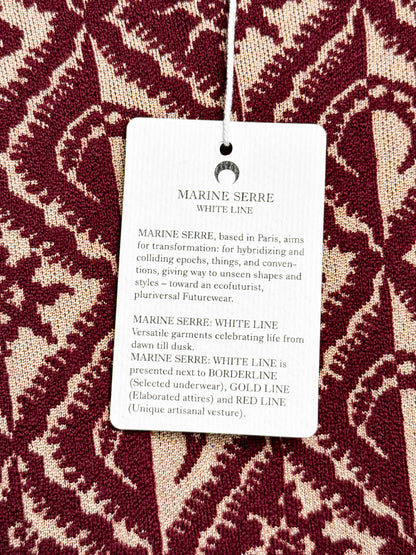 MARINE SERRE
WHITE LINE
MARINE SERRE, based in Paris, aims
for transformation: for hybridizing and
colliding epochs, things, and conven-
tions, giving way to unseen shapes and
styles – toward an ecofuturist,
pluriversal Futurewear.
MARINE SERRE: WHITE LINE
Versatile garments celebrating life from
dawn till dusk.
MARINE SERRE: WHITE LINE is
presented next to BORDERLINE
(Selected underwear), GOLD LINE
(Elaborated attires) and RED LINE
(Unique artisanal vesture).